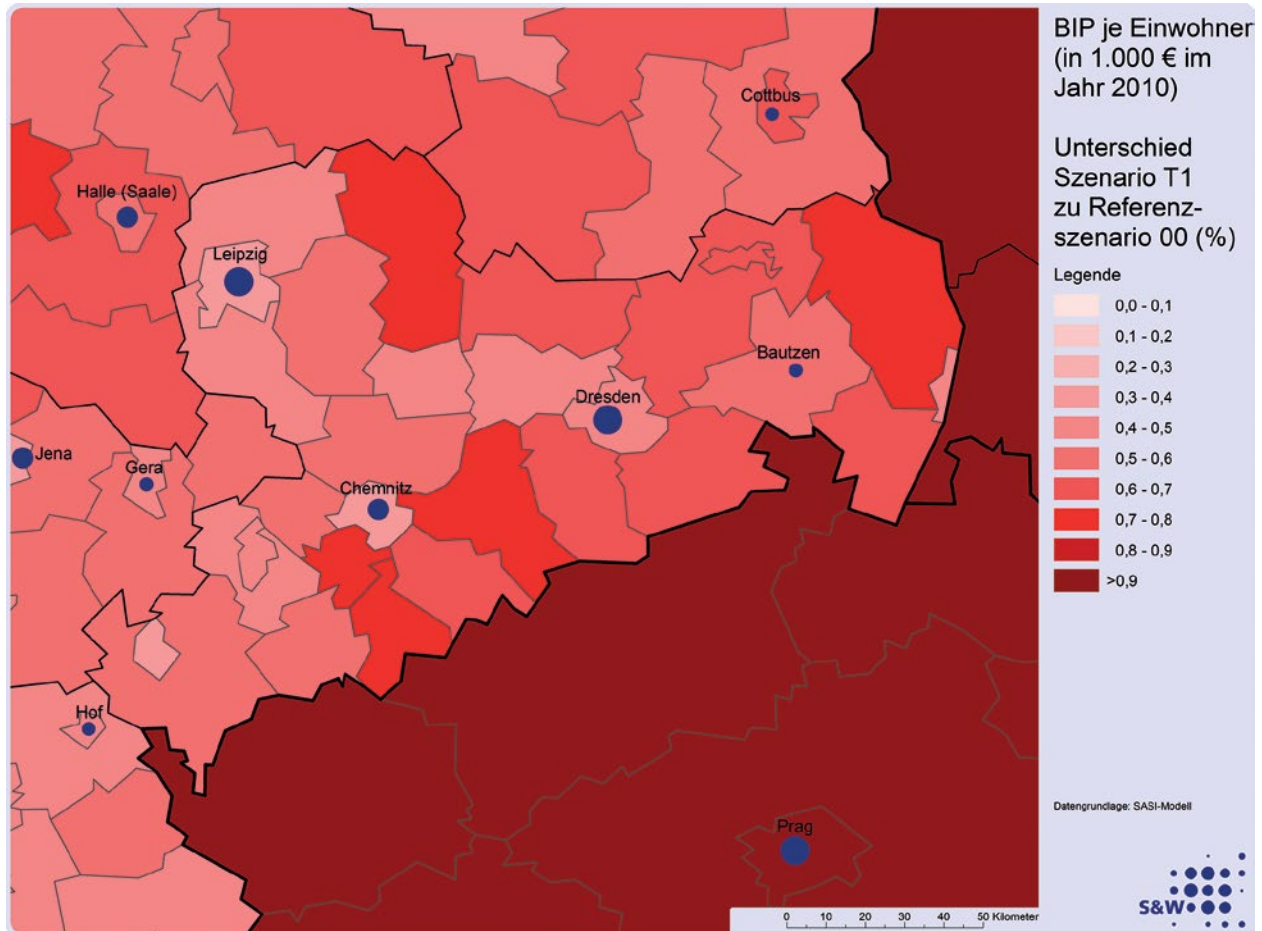 BIP je Einwohner
(in 1.000 € im
Jahr 2010)
Unterschied
Szenario T1
zu Referenz-
szenario 00 (%)
Legende
0,0 - 0,1
0,1 - 0,2
0,2 - 0,3
0,3 - 0,4
0,4 - 0,5
0,5 - 0,6
0,6 - 0,7
0,7 - 0,8
0,8 - 0,9
>0,9
Datengrundlage: SASI-Modell
S&W
Cottbus
Halle (Saale)
Leipzig
Bautzen
Dresden
Jena
Gera
Chemnitz
Hof
Prag
0 10 20 30 40 50 Kilometer